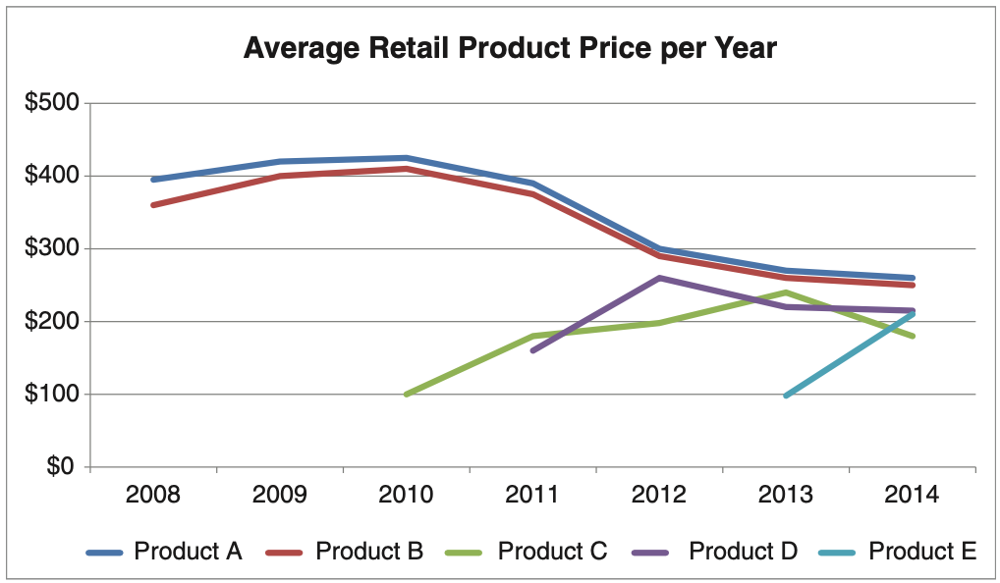 Average Retail Product Price per Year
$500
$400
$300
$200
$100
$0
2008 2009 2010 2011 2012 2013 2014
Product A Product B Product C Product D Product E